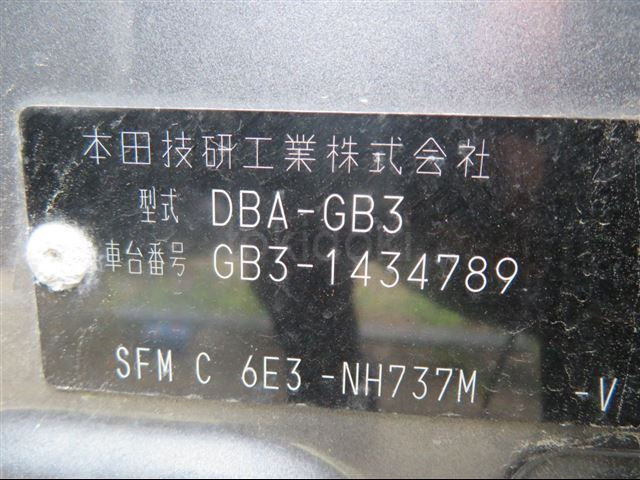 本田技研工業株式会社
型式 DBA-GB3
車台番号 GB3-1434789
SFM C 6E3 -NH737M -V